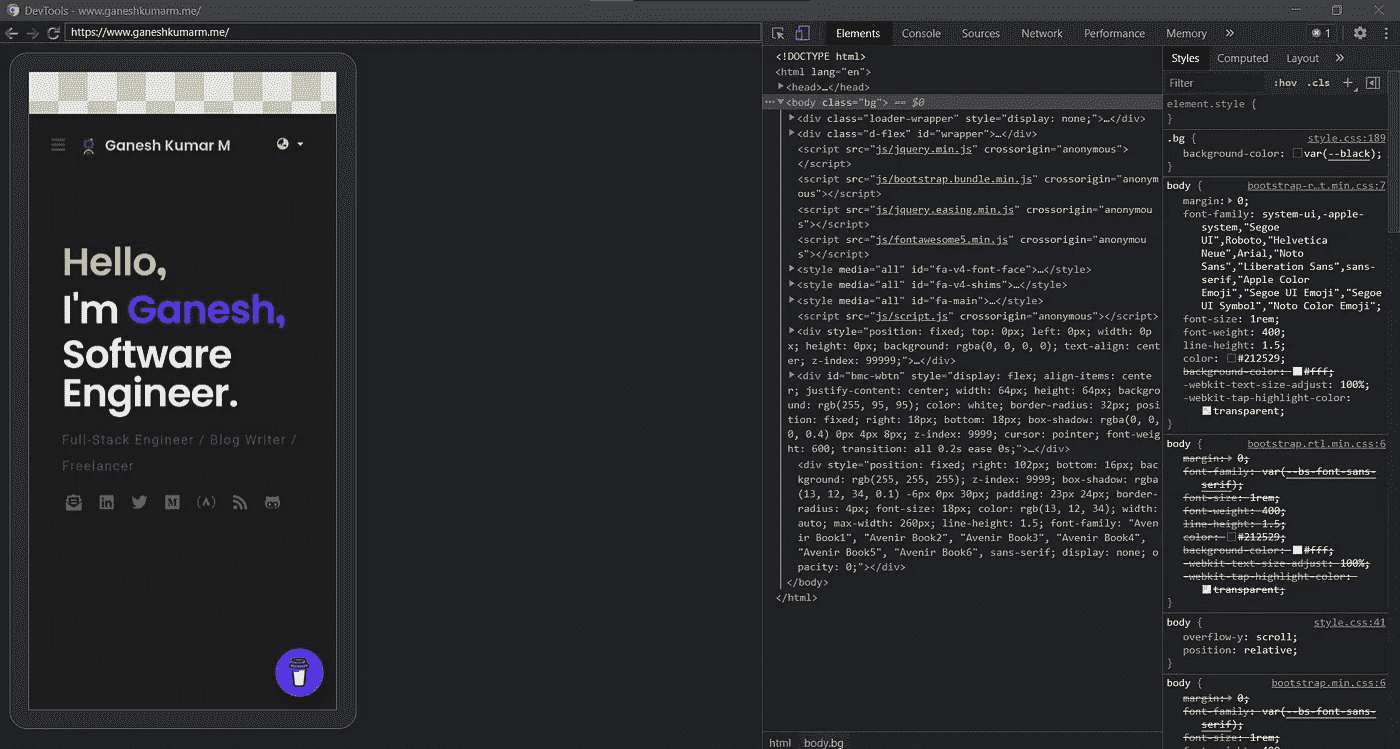 DevTools - www.ganeshkumarm.me/
https://www.ganeshkumarm.me/
Ganesh Kumar M
Hello,
I'm Ganesh,
Software
Engineer.
Full-Stack Engineer / Blog Writer /
Freelancer
Elements Console Sources Network Performance Memory » 1
<!DOCTYPE html>
<html lang="en">
<head>…</head>
<body class="bg"> == $0
<div class="loader-wrapper" style="display: none;">…</div>
<div class="d-flex" id="wrapper">…</div>
<script src="js/jquery.min.js" crossorigin="anonymous">
</script>
<script src="js/bootstrap.bundle.min.js" crossorigin="anonym
ous"></script>
<script src="js/jquery.easing.min.js" crossorigin="anonymou
s"></script>
<script src="js/fontawesome5.min.js" crossorigin="anonymou
s"></script>
<style media="all" id="fa-v4-font-face">…</style>
<style media="all" id="fa-v4-shims">…</style>
<style media="all" id="fa-main">…</style>
<script src="js/script.js" crossorigin="anonymous"></script>
<div style="position: fixed; top: 0px; left: 0px; width: 0p
x; height: 0px; background: rgba(0, 0, 0, 0); text-align: cent
er; z-index: 99999;">…</div>
<div id="bmc-wbtn" style="display: flex; align-items: cente
r; justify-content: center; width: 64px; height: 64px; backgro
und: rgb(255, 95, 95); color: white; border-radius: 32px; posi
tion: fixed; right: 18px; bottom: 18px; box-shadow: rgba(0, 0,
0, 0.4) 0px 4px 8px; z-index: 9999; cursor: pointer; font-weig
ht: 600; transition: all 0.2s ease 0s;">…</div>
<div style="position: fixed; right: 102px; bottom: 16px; bac
kground: rgb(255, 255, 255); z-index: 9999; box-shadow: rgba
(13, 12, 34, 0.1) -6px 0px 30px; padding: 23px 24px; border-
radius: 4px; font-size: 18px; color: rgb(13, 12, 34); width:
auto; max-width: 260px; line-height: 1.5; font-family: "Aven
ir Book1", "Avenir Book2", "Avenir Book3", "Avenir Book4",
"Avenir Book5", "Avenir Book6", sans-serif; display: none; o
pacity: 0;"></div>
</body>
</html>
html body.bg
Styles Computed Layout »
Filter :hov .cls +
element.style {
}
.bg { style.css:189
background-color: var(--black);
}
body { bootstrap-r…t.min.css:7
margin: 0;
font-family: system-ui,-apple-
system,"Segoe
UI",Roboto,"Helvetica
Neue",Arial,"Noto
Sans","Liberation Sans",sans-
serif,"Apple Color
Emoji","Segoe UI Emoji","Segoe
UI Symbol","Noto Color Emoji";
font-size: 1rem;
font-weight: 400;
line-height: 1.5;
color: #212529;
background-color: #fff;
-webkit-text-size-adjust: 100%;
-webkit-tap-highlight-color:
transparent;
}
body { bootstrap.rtl.min.css:6
margin: 0;
font-family: var(--bs-font-sans-
serif);
font-size: 1rem;
font-weight: 400;
line-height: 1.5;
color: #212529;
background-color: #fff;
-webkit-text-size-adjust: 100%;
-webkit-tap-highlight-color:
transparent;
}
body { style.css:41
overflow-y: scroll;
position: relative;
}
body { bootstrap.min.css:6
margin: 0;
font-family: var(--bs-font-sans-
serif);
font-size: 1rem;